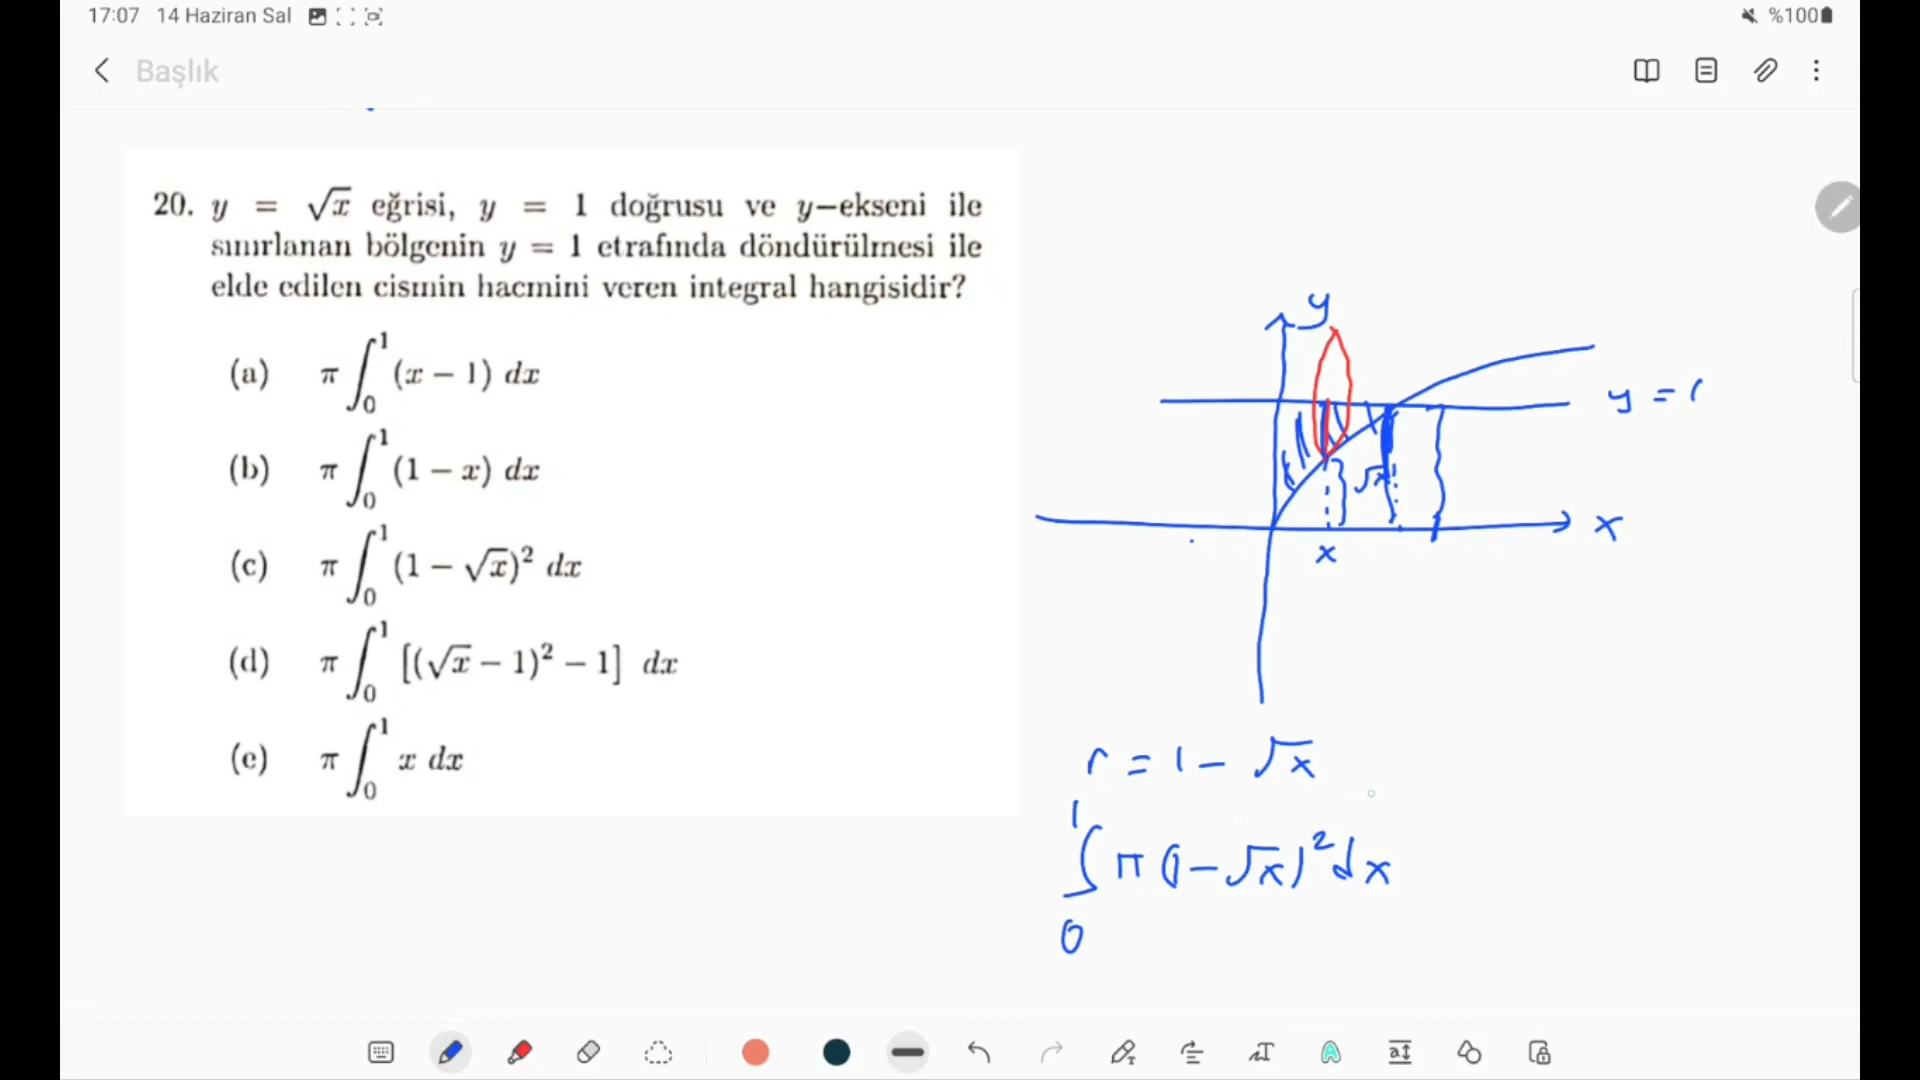 17:07 14 Haziran Sal
%100
Başlık
20. y = √x eğrisi, y = 1 doğrusu ve y−ekseni ile
sınırlanan bölgenin y = 1 etrafında döndürülmesi ile
elde edilen cismin hacmini veren integral hangisidir?
(a) π ∫₀¹ (x − 1) dx
(b) π ∫₀¹ (1 − x) dx
(c) π ∫₀¹ (1 − √x)² dx
(d) π ∫₀¹ [(√x − 1)² − 1] dx
(e) π ∫₀¹ x dx
y
y = 1
√x
x
x
r = 1 − √x
∫₀¹ π (1 − √x)² dx